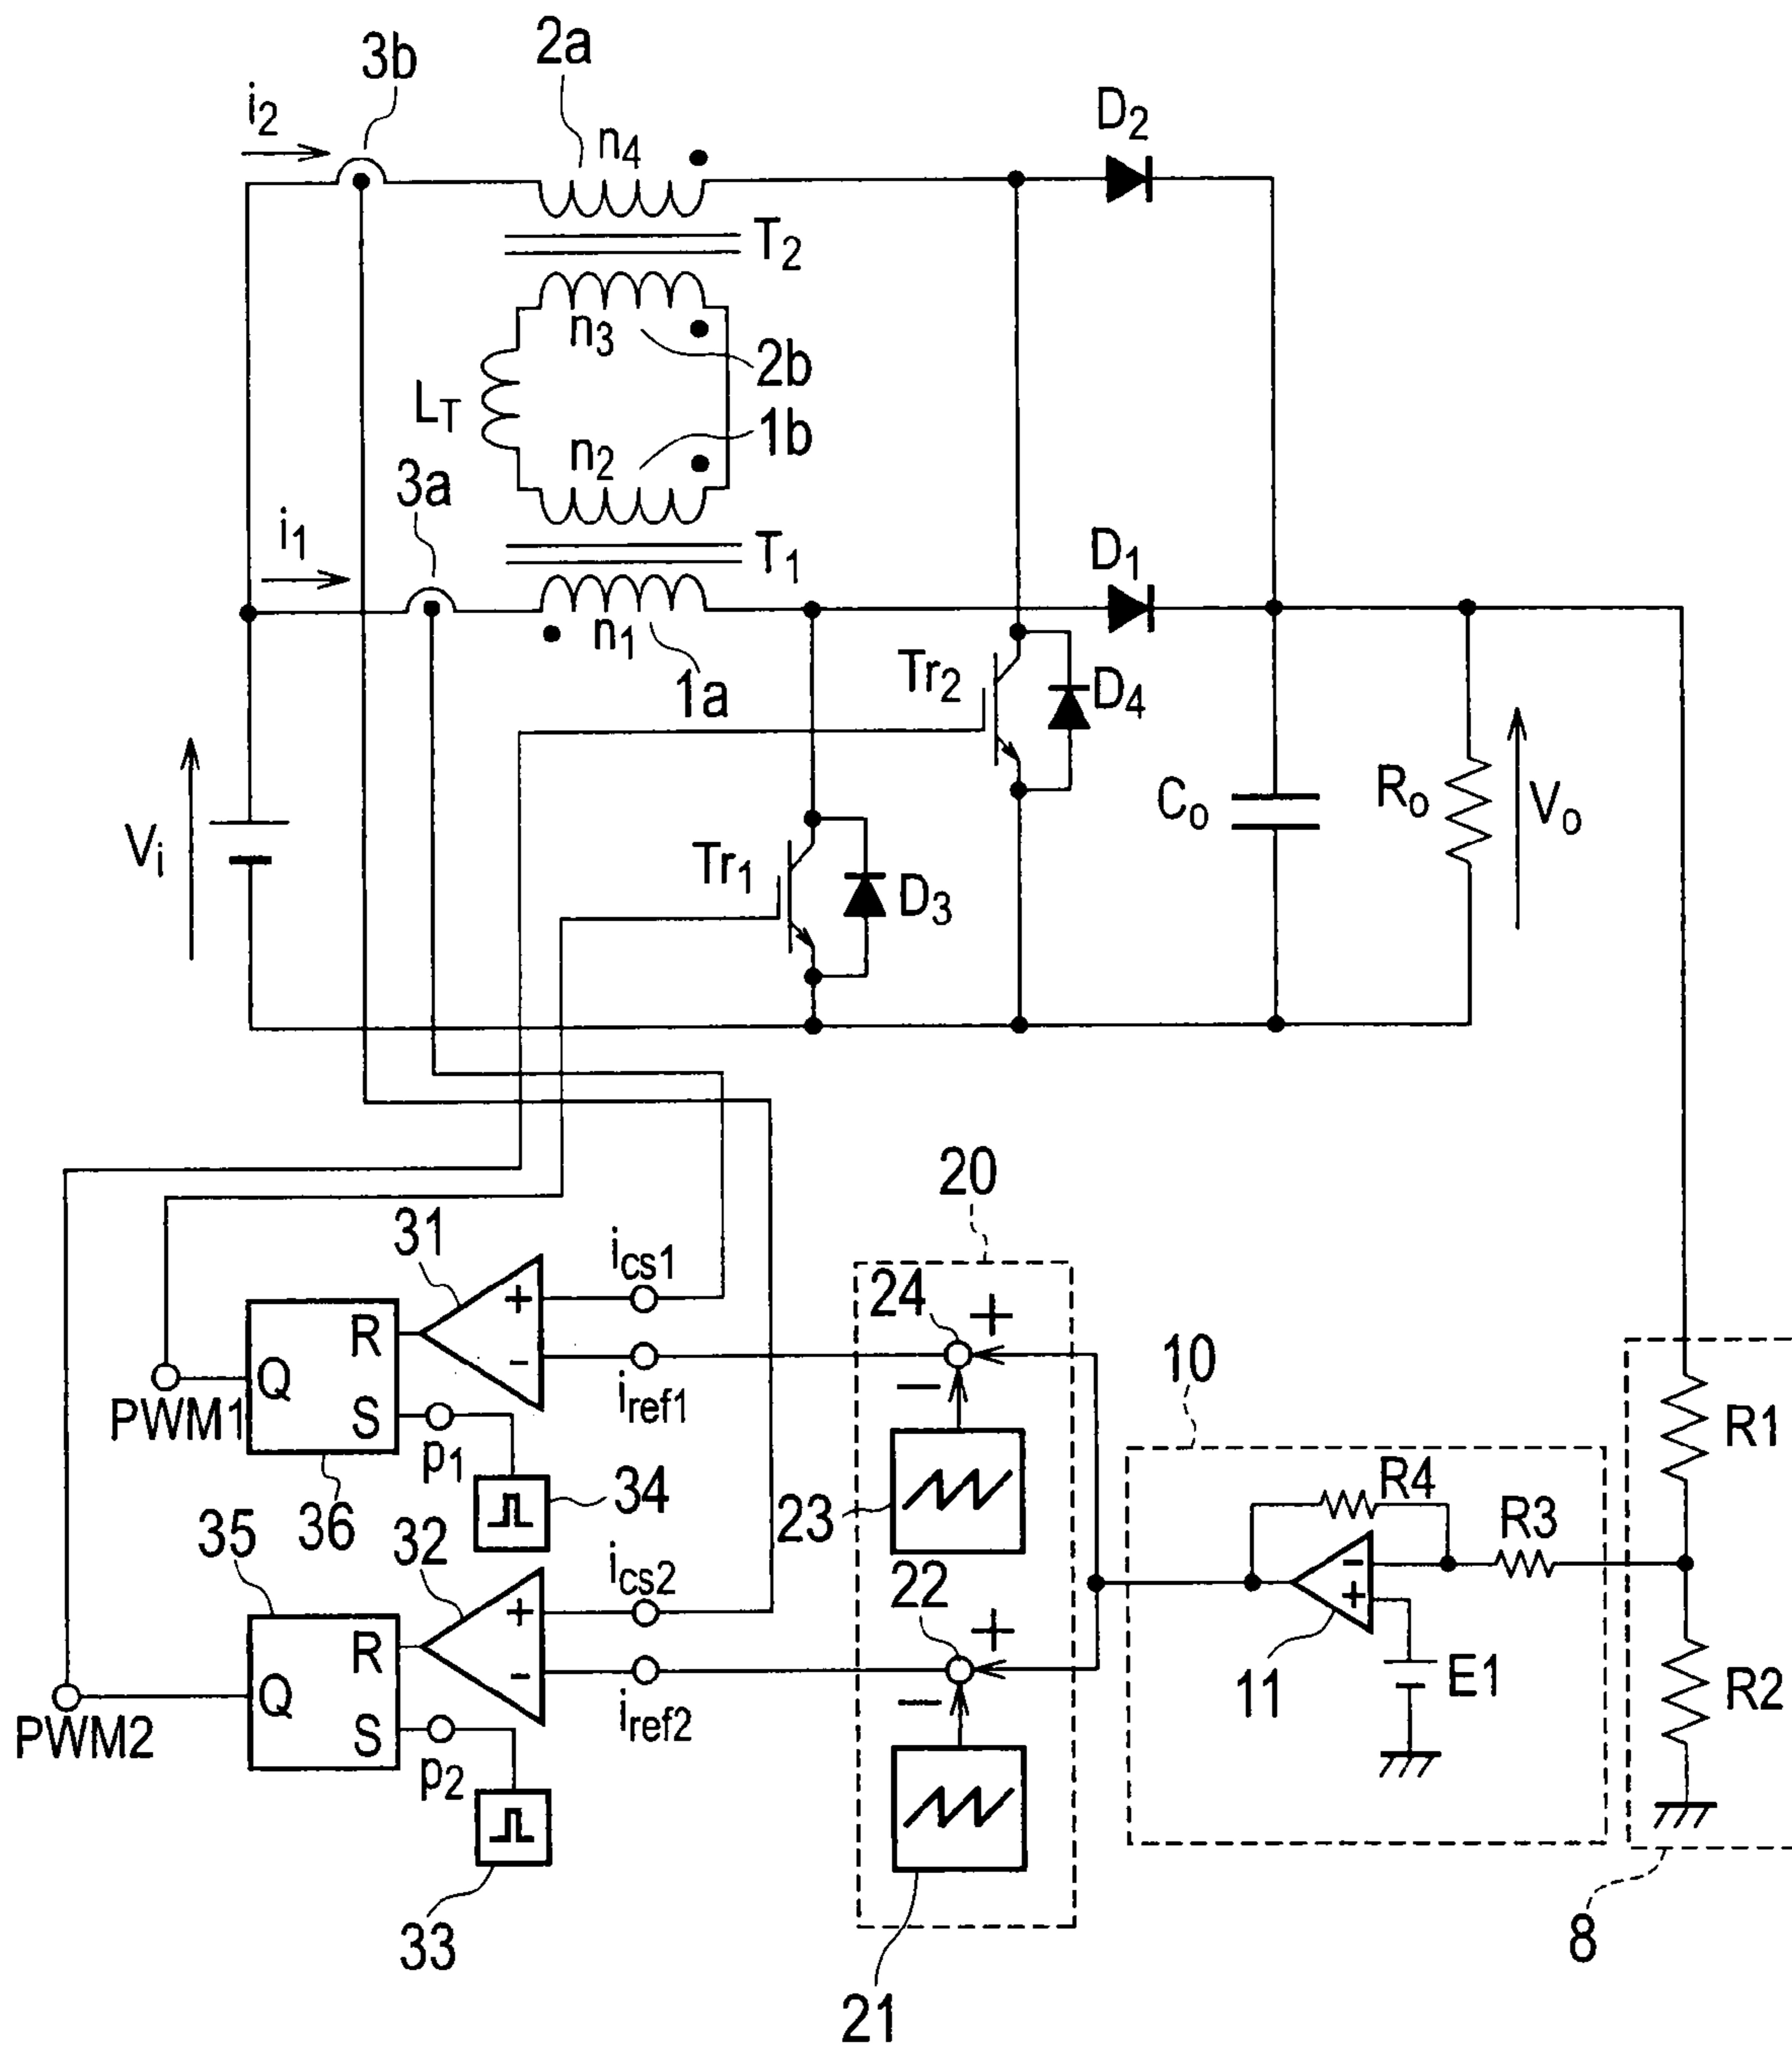 2a
3b
i2
n4
D2
T2
n3
2b
LT
1b
n2
3a
i1
T1
D1
n1
1a
Tr2
D4
Vi
Co
Ro
Vo
Tr1
D3
20
31
ics1
24
+
R
+
-
10
Q
iref1
−
PWM1
S
R1
p1
34
R4
35
36
32
23
R3
ics2
22
-
+
+
R
+
-
11
E1
R2
Q
iref2
−
PWM2
S
p2
33
8
21